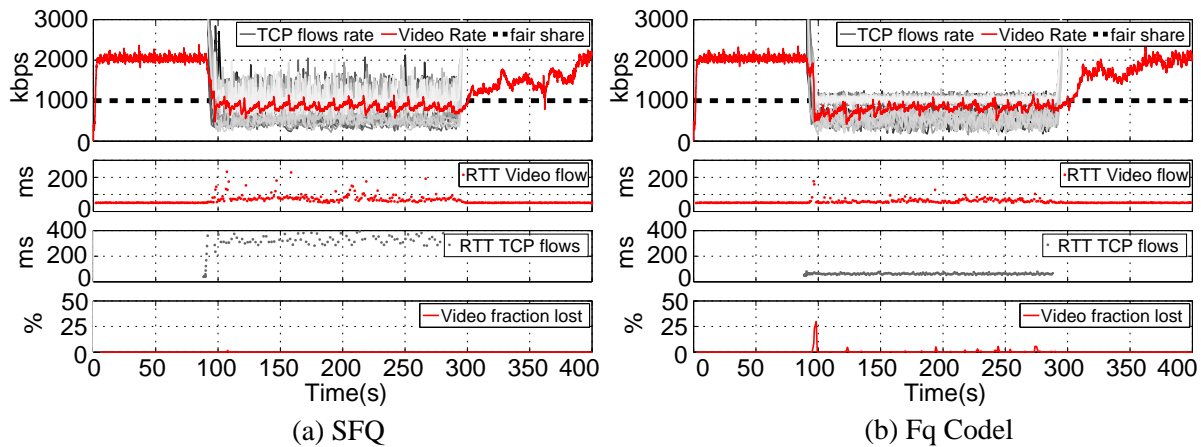 3000
2000
1000
0
kbps
TCP flows rate Video Rate fair share
200
100
0
ms
RTT Video flow
400
200
0
ms
RTT TCP flows
50
25
0
%
Video fraction lost
0 50 100 150 200 250 300 350 400
Time(s)
(a) SFQ
3000
2000
1000
0
kbps
TCP flows rate Video Rate fair share
200
100
0
ms
RTT Video flow
400
200
0
ms
RTT TCP flows
50
25
0
%
Video fraction lost
0 50 100 150 200 250 300 350 400
Time(s)
(b) Fq Codel